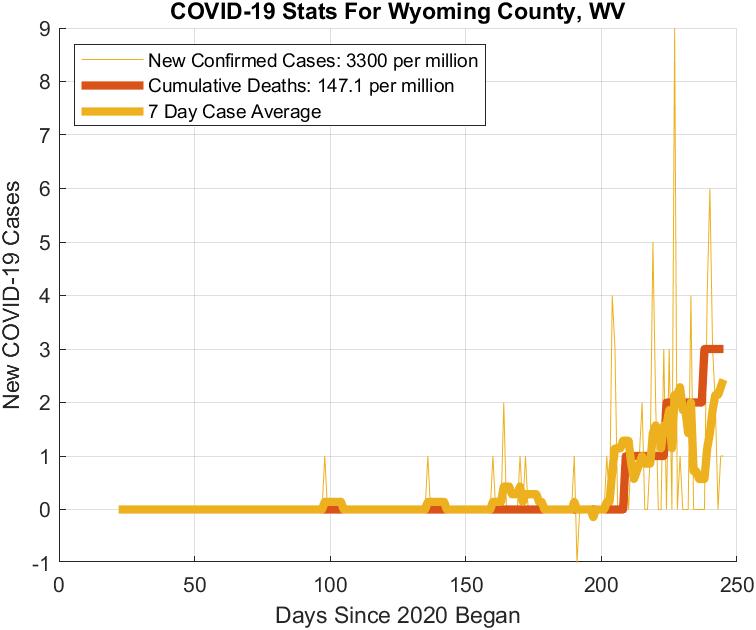 COVID-19 Stats For Wyoming County, WV
New Confirmed Cases: 3300 per million
Cumulative Deaths: 147.1 per million
7 Day Case Average
New COVID-19 Cases
9
8
7
6
5
4
3
2
1
0
-1
0 50 100 150 200 250
Days Since 2020 Began